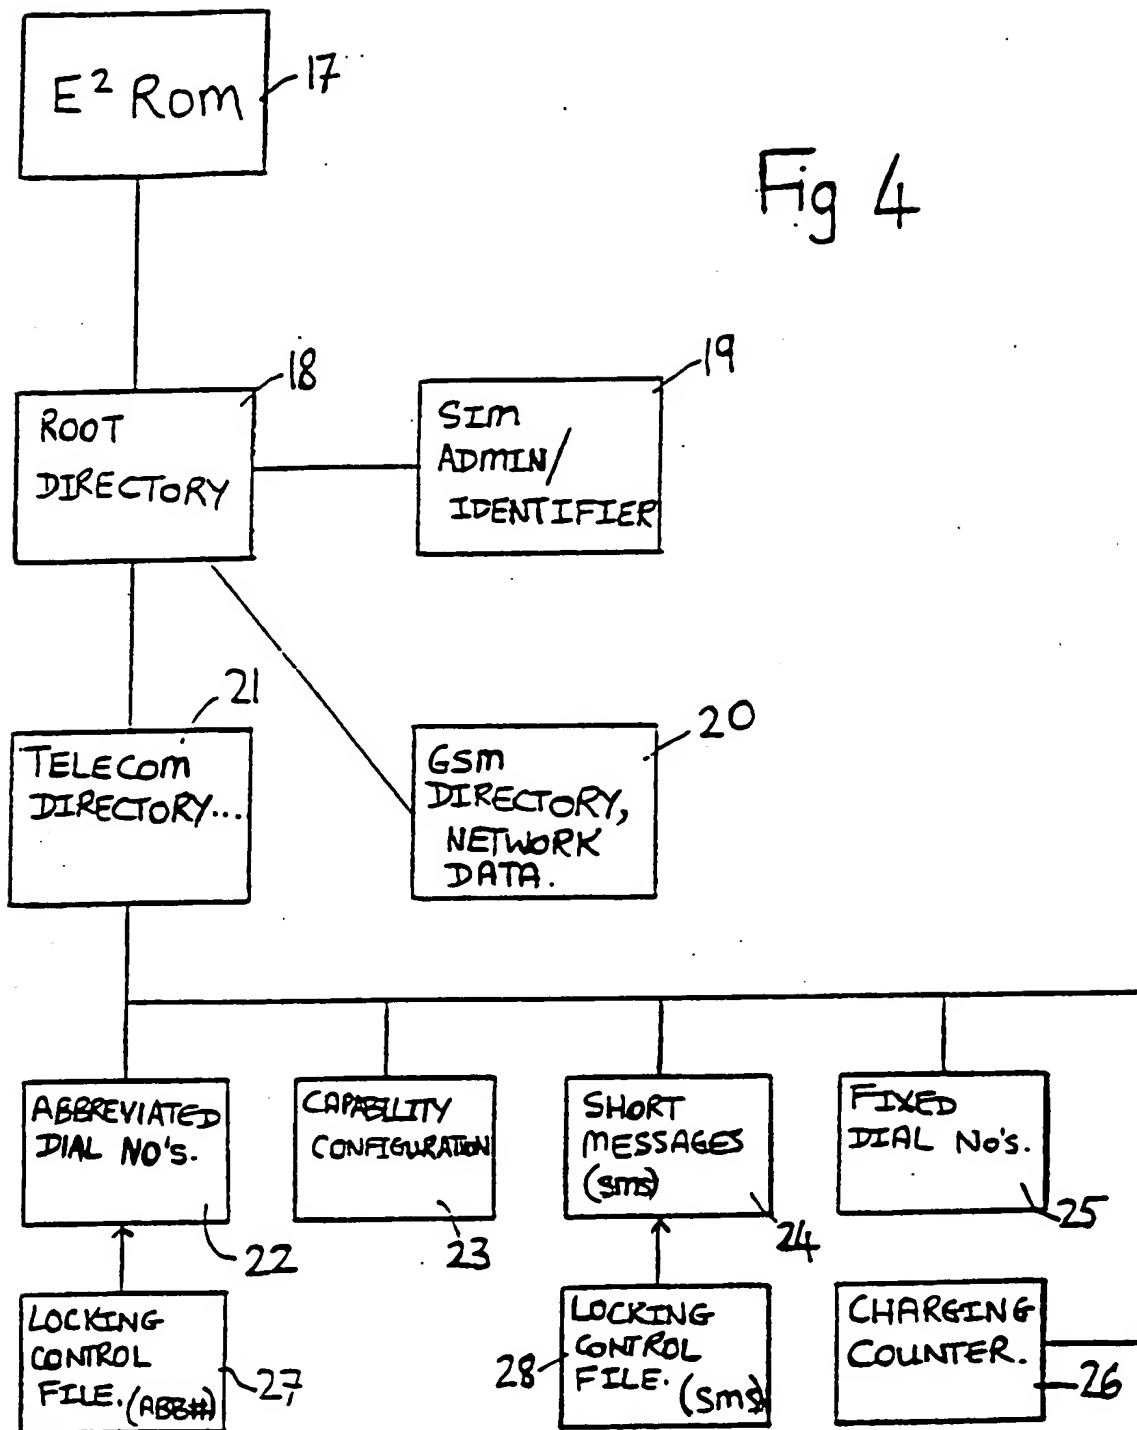 E² Rom
17
Fig 4
18
ROOT
DIRECTORY
19
SIM
ADMIN/
IDENTIFIER
21
TELECOM
DIRECTORY...
20
GSM
DIRECTORY,
NETWORK
DATA.
ABBREVIATED
DIAL NO's.
22
CAPABILITY
CONFIGURATION
23
SHORT
MESSAGES
(SMS)
24
FIXED
DIAL No's.
25
LOCKING
CONTROL
FILE. (ABB#)
27
28
LOCKING
CONTROL
FILE. (SMS)
CHARGING
COUNTER.
26